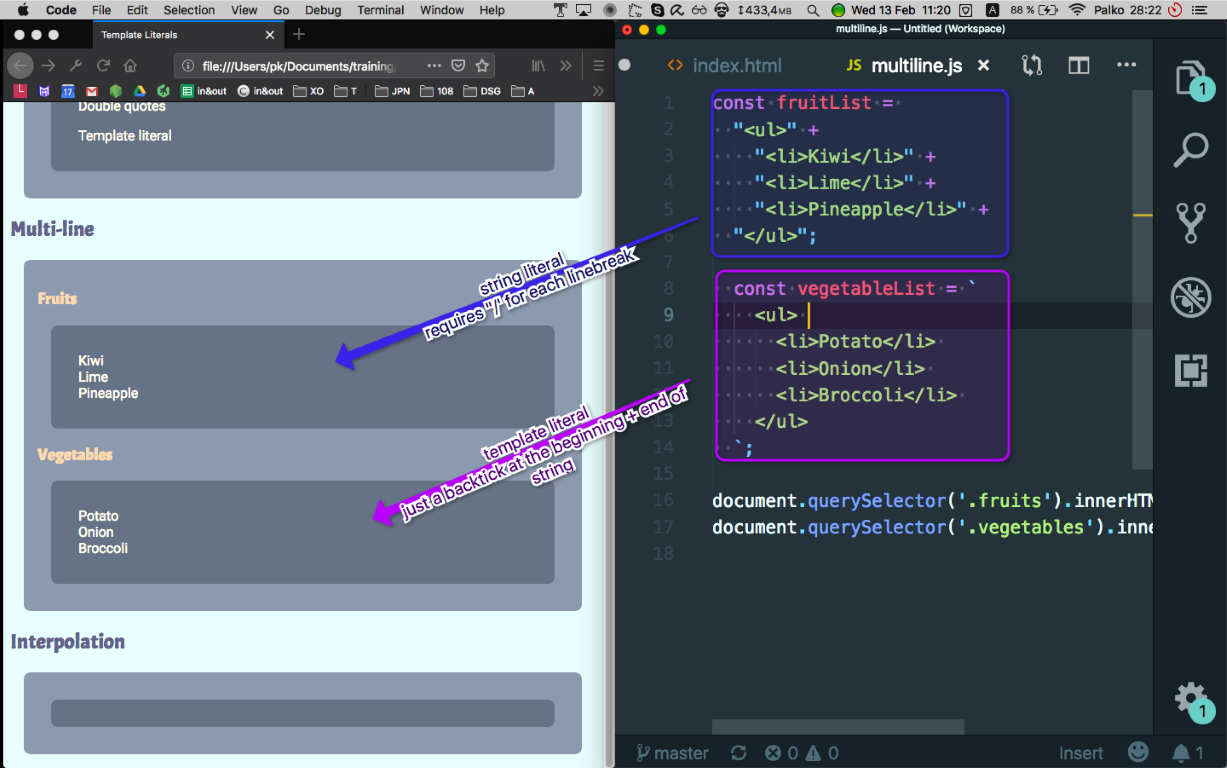 Code File Edit Selection View Go Debug Terminal Window Help
433,4MB Wed 13 Feb 11:20 A 88 % Palko 28:22
Template Literals
file:///Users/pk/Documents/training
in&out in&out XO T JPN 108 DSG A
Double quotes
Template literal
Multi-line
Fruits
Kiwi
Lime
Pineapple
Vegetables
Potato
Onion
Broccoli
Interpolation
string literal
requires "/' for each linebreak
template literal
just a backtick at the beginning + end of
string
multiline.js — Untitled (Workspace)
<> index.html
JS multiline.js
1 const fruitList =
2 "<ul>" +
3 "<li>Kiwi</li>" +
4 "<li>Lime</li>" +
5 "<li>Pineapple</li>" +
6 "</ul>";
7
8 const vegetableList = `
9 <ul>
10 <li>Potato</li>
11 <li>Onion</li>
12 <li>Broccoli</li>
13 </ul>
14 `;
15
16 document.querySelector('.fruits').innerHTM
17 document.querySelector('.vegetables').inne
18
1
1
master 0 0 Insert 1